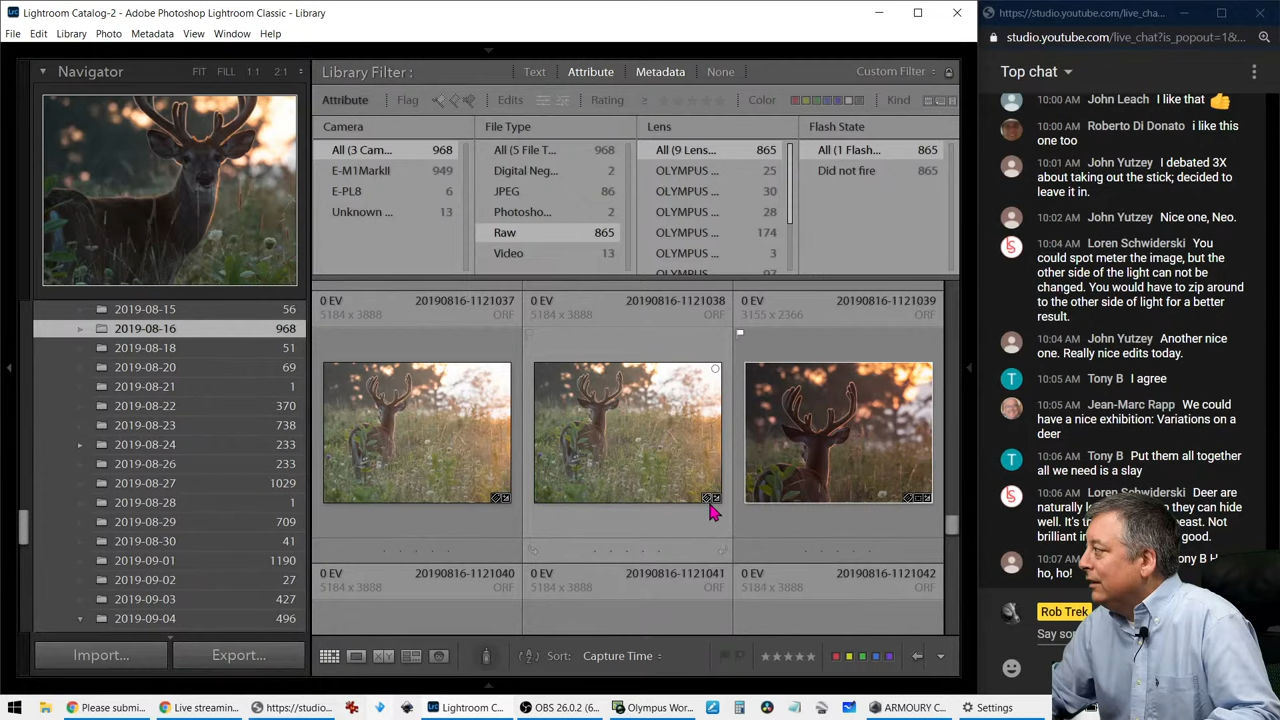 Lightroom Catalog-2 - Adobe Photoshop Lightroom Classic - Library
File Edit Library Photo Metadata View Window Help
Navigator FIT FILL 1:1 2:1
2019-08-15 56
2019-08-16 968
2019-08-18 51
2019-08-20 69
2019-08-21 1
2019-08-22 370
2019-08-23 738
2019-08-24 233
2019-08-26 233
2019-08-27 1029
2019-08-28 1
2019-08-29 709
2019-08-30 41
2019-09-01 1190
2019-09-02 27
2019-09-03 427
2019-09-04 496
Import... Export...
Library Filter : Text Attribute Metadata None Custom Filter
Attribute Flag Edits Rating ≥ Color Kind
Camera File Type Lens Flash State
All (3 Cam... 968 All (5 File T... 968 All (9 Lens... 865 All (1 Flash... 865
E-M1MarkII 949 Digital Neg... 2 OLYMPUS ... 25 Did not fire 865
E-PL8 6 JPEG 86 OLYMPUS ... 30
Unknown ... 13 Photosho... 2 OLYMPUS ... 28
Raw 865 OLYMPUS ... 174
Video 13 OLYMPUS ... 3
OLYMPUS ... 97
0 EV 20190816-1121037 0 EV 20190816-1121038 0 EV 20190816-1121039
5184 x 3888 ORF 5184 x 3888 ORF 3155 x 2366 ORF
0 EV 20190816-1121040 0 EV 20190816-1121041 0 EV 20190816-1121042
5184 x 3888 ORF 5184 x 3888 ORF 5184 x 3888 ORF
Sort: Capture Time
https://studio.youtube.com/live_cha...
studio.youtube.com/live_chat?is_popout=1&...
Top chat
10:00 AM John Leach I like that 👍
10:00 AM Roberto Di Donato i like this
one too
10:01 AM John Yutzey I debated 3X
about taking out the stick; decided to
leave it in.
10:02 AM John Yutzey Nice one, Neo.
10:04 AM Loren Schwiderski You
could spot meter the image, but the
other side of the light can not be
changed. You would have to zip around
to the other side of light for a better
result.
10:04 AM John Yutzey Another nice
one. Really nice edits today.
10:05 AM Tony B I agree
10:05 AM Jean-Marc Rapp We could
have a nice exhibition: Variations on a
deer
10:06 AM Tony B Put them all together
all we need is a slay
10:06 AM Loren Schwiderski Deer are
naturally
they can hide
well. It's
beast. Not
brilliant
good.
10:07 AM
Tony B H
ho, ho!
Rob Trek
Say
Please submi...
Live streamin...
https://studio...
Lightroom C...
OBS 26.0.2 (6...
Olympus Wor...
ARMOURY C...
Settings